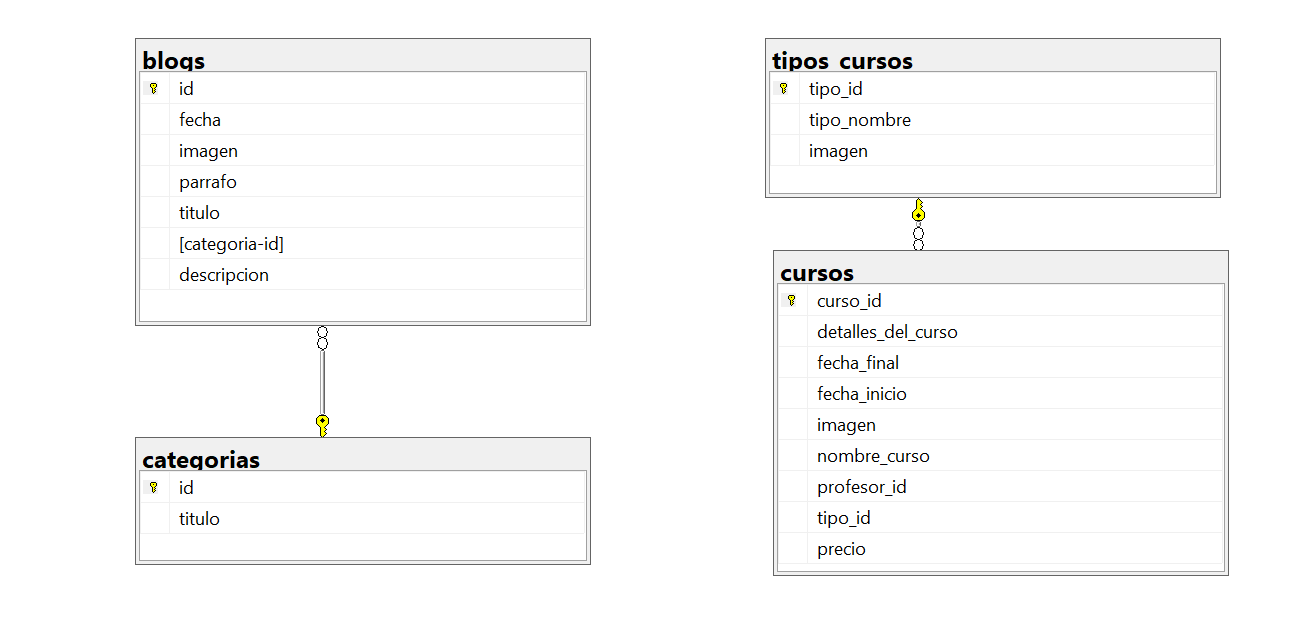 blogs
id
fecha
imagen
parrafo
titulo
[categoria-id]
descripcion
categorias
id
titulo
tipos_cursos
tipo_id
tipo_nombre
imagen
cursos
curso_id
detalles_del_curso
fecha_final
fecha_inicio
imagen
nombre_curso
profesor_id
tipo_id
precio